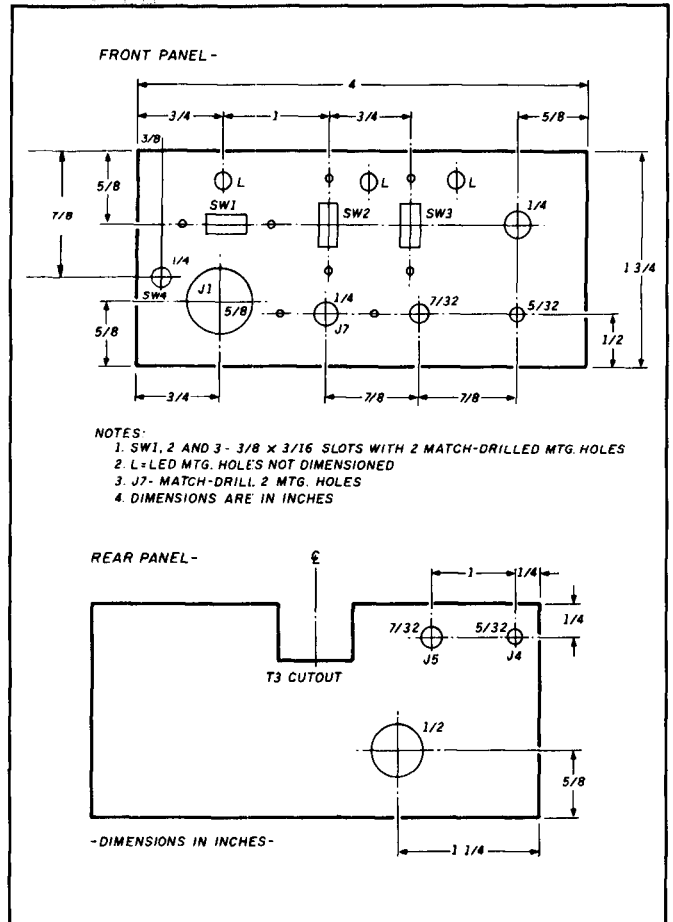 FRONT PANEL-
4
3/4 1 3/4 5/8
3/8
5/8
7/8
L L L
SW1 SW2 SW3
1/4
1 3/4
1/4
SW4
J1
5/8
1/4
J7
7/32
5/32
5/8
1/2
3/4 7/8 7/8
NOTES:
1. SW1, 2 AND 3 - 3/8 x 3/16 SLOTS WITH 2 MATCH-DRILLED MTG. HOLES
2. L=LED MTG. HOLES NOT DIMENSIONED
3. J7- MATCH-DRILL 2 MTG. HOLES
4. DIMENSIONS ARE IN INCHES
REAR PANEL-
℄
1 1/4
1/4
7/32 5/32
J5 J4
T3 CUTOUT
1/2
5/8
-DIMENSIONS IN INCHES-
1 1/4